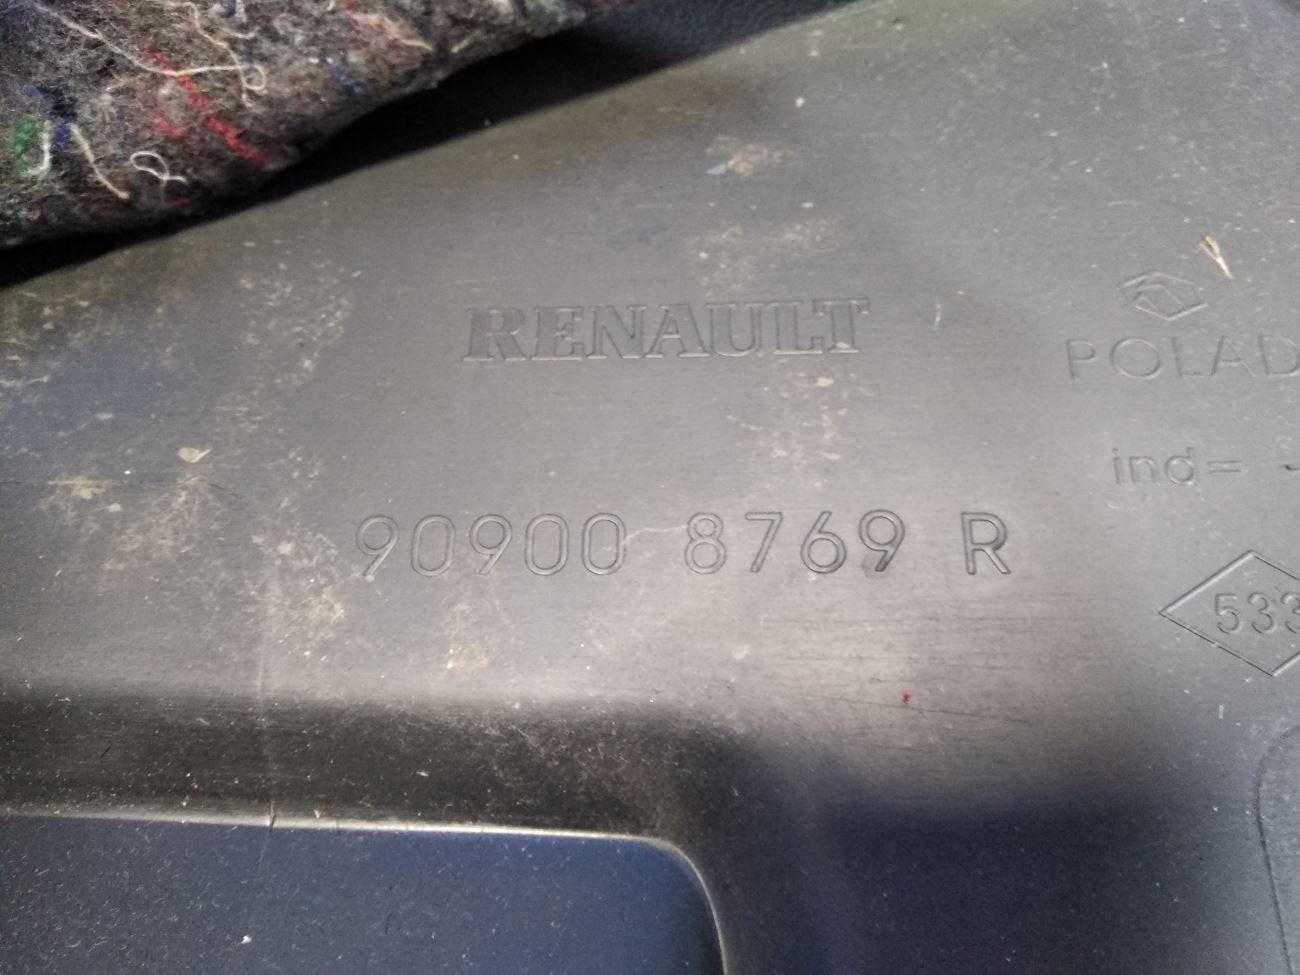 RENAULT
POLAD
ind= -
90900 8769 R
533